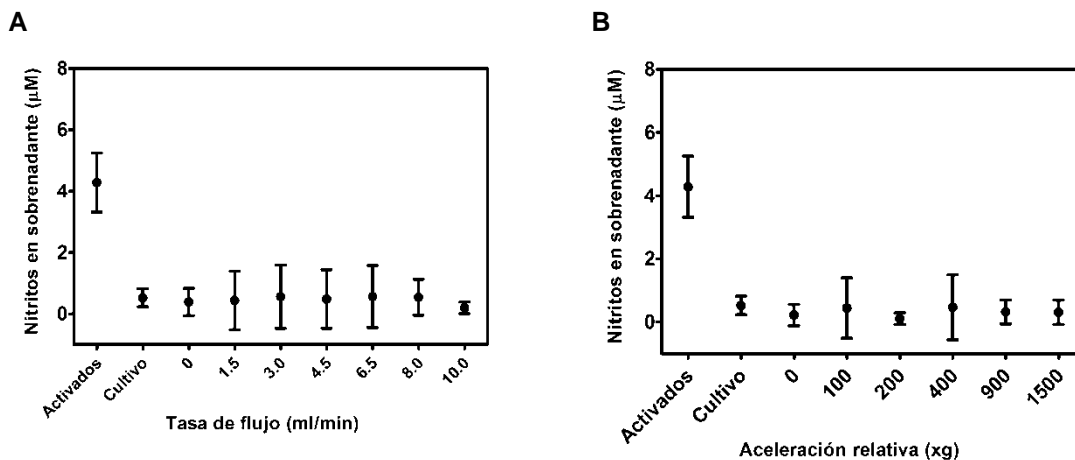 A
Nitritos en sobrenadante (μM)
8
6
4
2
0
Activados
Cultivo
0
1.5
3.0
4.5
6.5
8.0
10.0
Tasa de flujo (ml/min)
B
Nitritos en sobrenadante (μM)
8
6
4
2
0
Activados
Cultivo
0
100
200
400
900
1500
Aceleración relativa (xg)